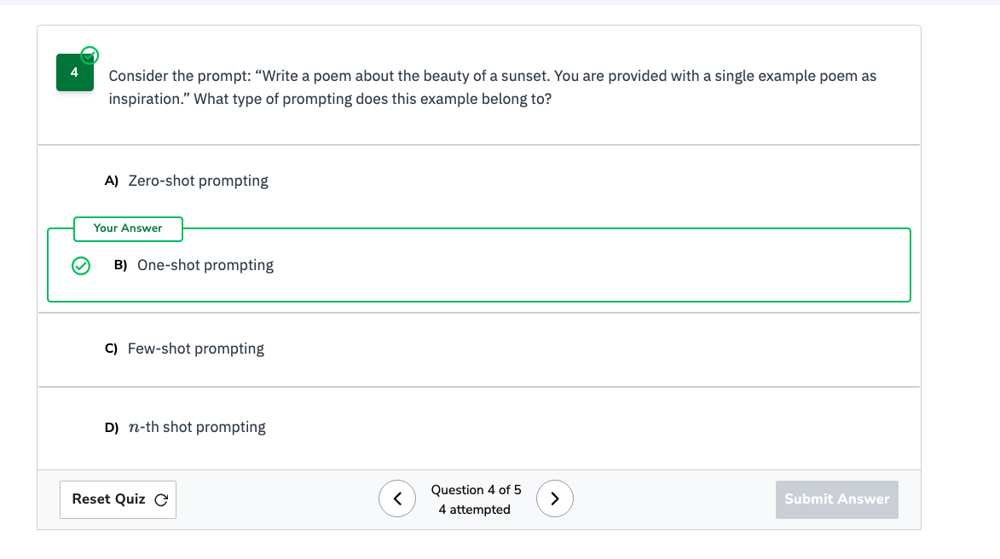 4
Consider the prompt: “Write a poem about the beauty of a sunset. You are provided with a single example poem as
inspiration.” What type of prompting does this example belong to?
A) Zero-shot prompting
Your Answer
B) One-shot prompting
C) Few-shot prompting
D) n-th shot prompting
Reset Quiz
Question 4 of 5
4 attempted
Submit Answer